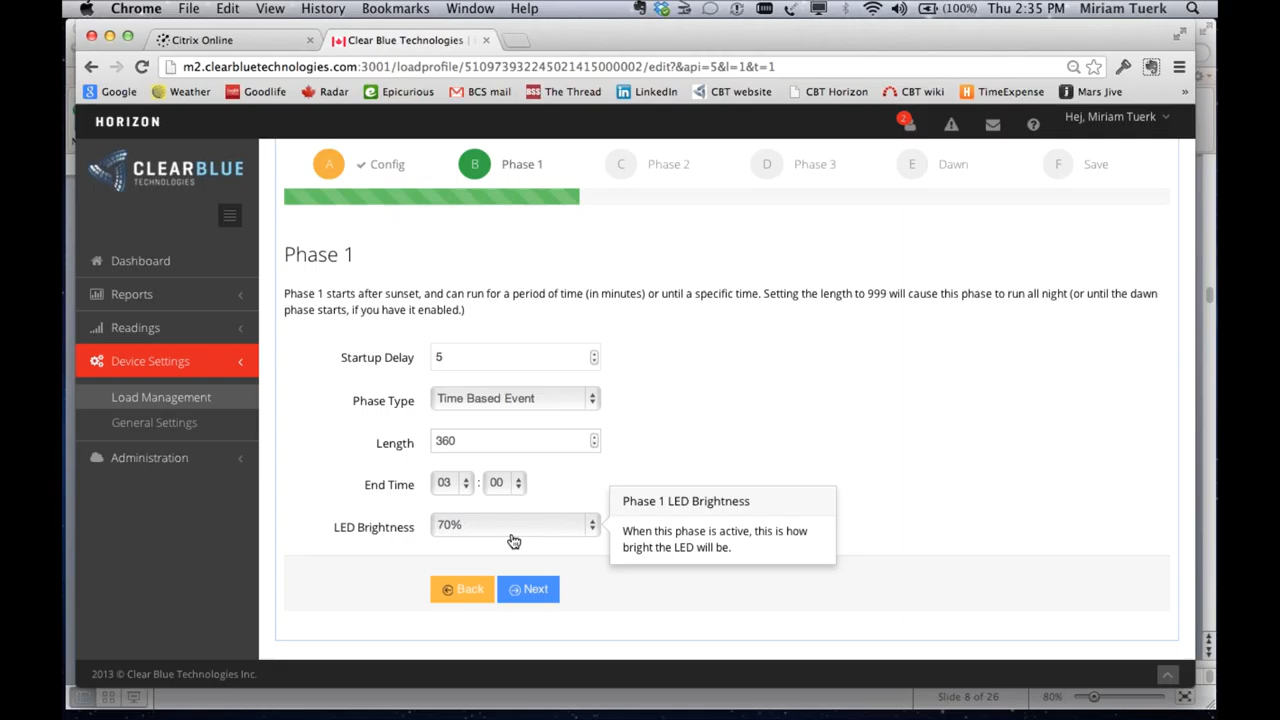 Chrome File Edit View History Bookmarks Window Help (100%) Thu 2:35 PM Miriam Tuerk
Citrix Online Clear Blue Technologies |
m2.clearbluetechnologies.com:3001/loadprofile/510973932245021415000002/edit?&api=5&l=1&t=1
Google Weather Goodlife Radar Epicurious BCS mail BSS The Thread LinkedIn CBT website CBT Horizon CBT wiki TimeExpense Mars Jive »
HORIZON 2 Hej, Miriam Tuerk
CLEARBLUE
TECHNOLOGIES
A Config B Phase 1 C Phase 2 D Phase 3 E Dawn F Save
Dashboard
Reports
Readings
Device Settings
Load Management
General Settings
Administration
Phase 1
Phase 1 starts after sunset, and can run for a period of time (in minutes) or until a specific time. Setting the length to 999 will cause this phase to run all night (or until the dawn
phase starts, if you have it enabled.)
Startup Delay 5
Phase Type Time Based Event
Length 360
End Time 03 : 00
LED Brightness 70%
Phase 1 LED Brightness
When this phase is active, this is how
bright the LED will be.
Back Next
2013 © Clear Blue Technologies Inc.
Slide 8 of 26 80%